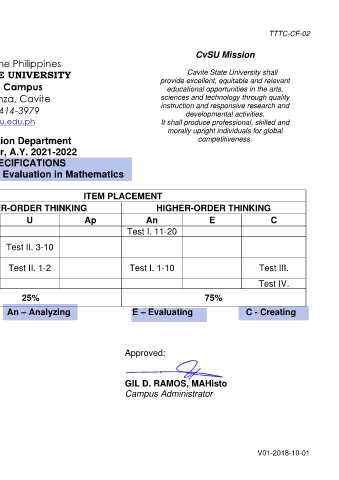 TTTC-CF-02
CvSU Mission
he Philippines
E UNIVERSITY
Campus
nza, Cavite
414-3979
u.edu.ph
Cavite State University shall
provide excellent, equitable and relevant
educational opportunities in the arts,
sciences and technology through quality
instruction and responsive research and
developmental activities.
It shall produce professional, skilled and
morally upright individuals for global
competitiveness.
tion Department
r, A.Y. 2021-2022
ECIFICATIONS
Evaluation in Mathematics
ITEM PLACEMENT
ER-ORDER THINKING HIGHER-ORDER THINKING
U Ap An E C
Test I. 11-20
Test II. 3-10
Test II. 1-2 Test I. 1-10 Test III.
Test IV.
25% 75%
An – Analyzing E – Evaluating C - Creating
Approved:
GIL D. RAMOS, MAHisto
Campus Administrator
V01-2018-10-01